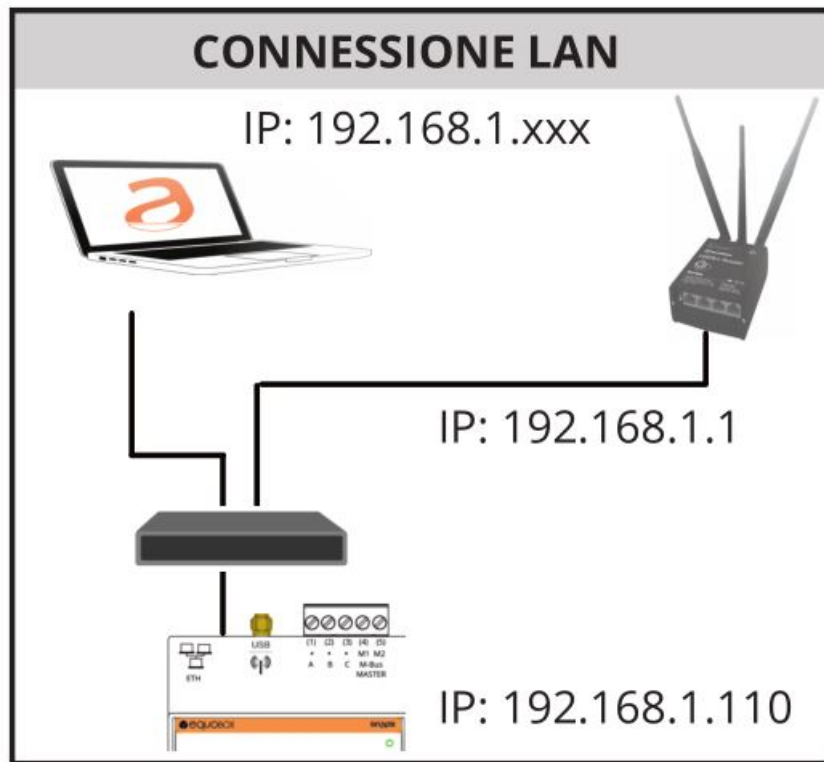 CONNESSIONE LAN
IP: 192.168.1.xxx
IP: 192.168.1.1
USB
(1) (2) (3) (4) (5)
• • • M1 M2
A B C M-Bus
MASTER
ETH
equobox
IP: 192.168.1.110